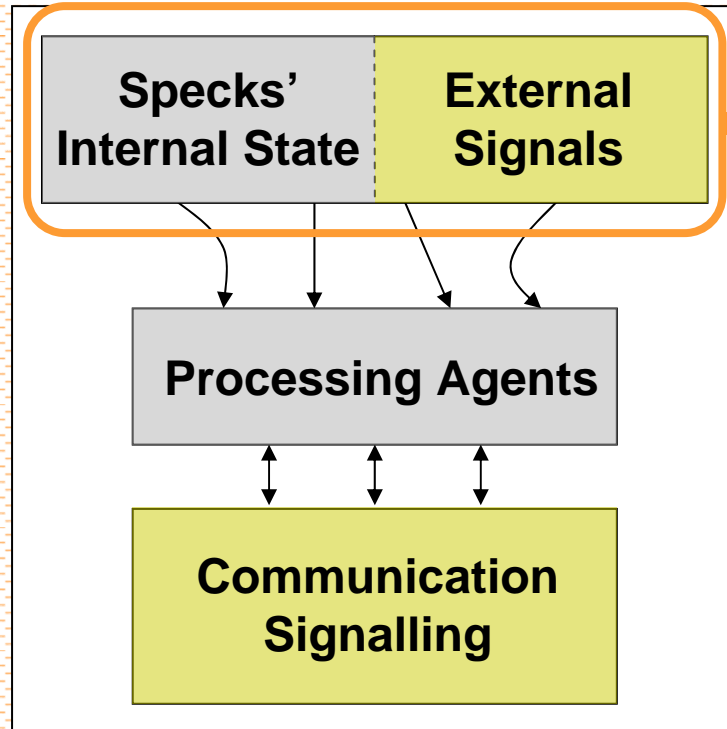 Specks’
Internal State
External
Signals
Processing Agents
Communication
Signalling